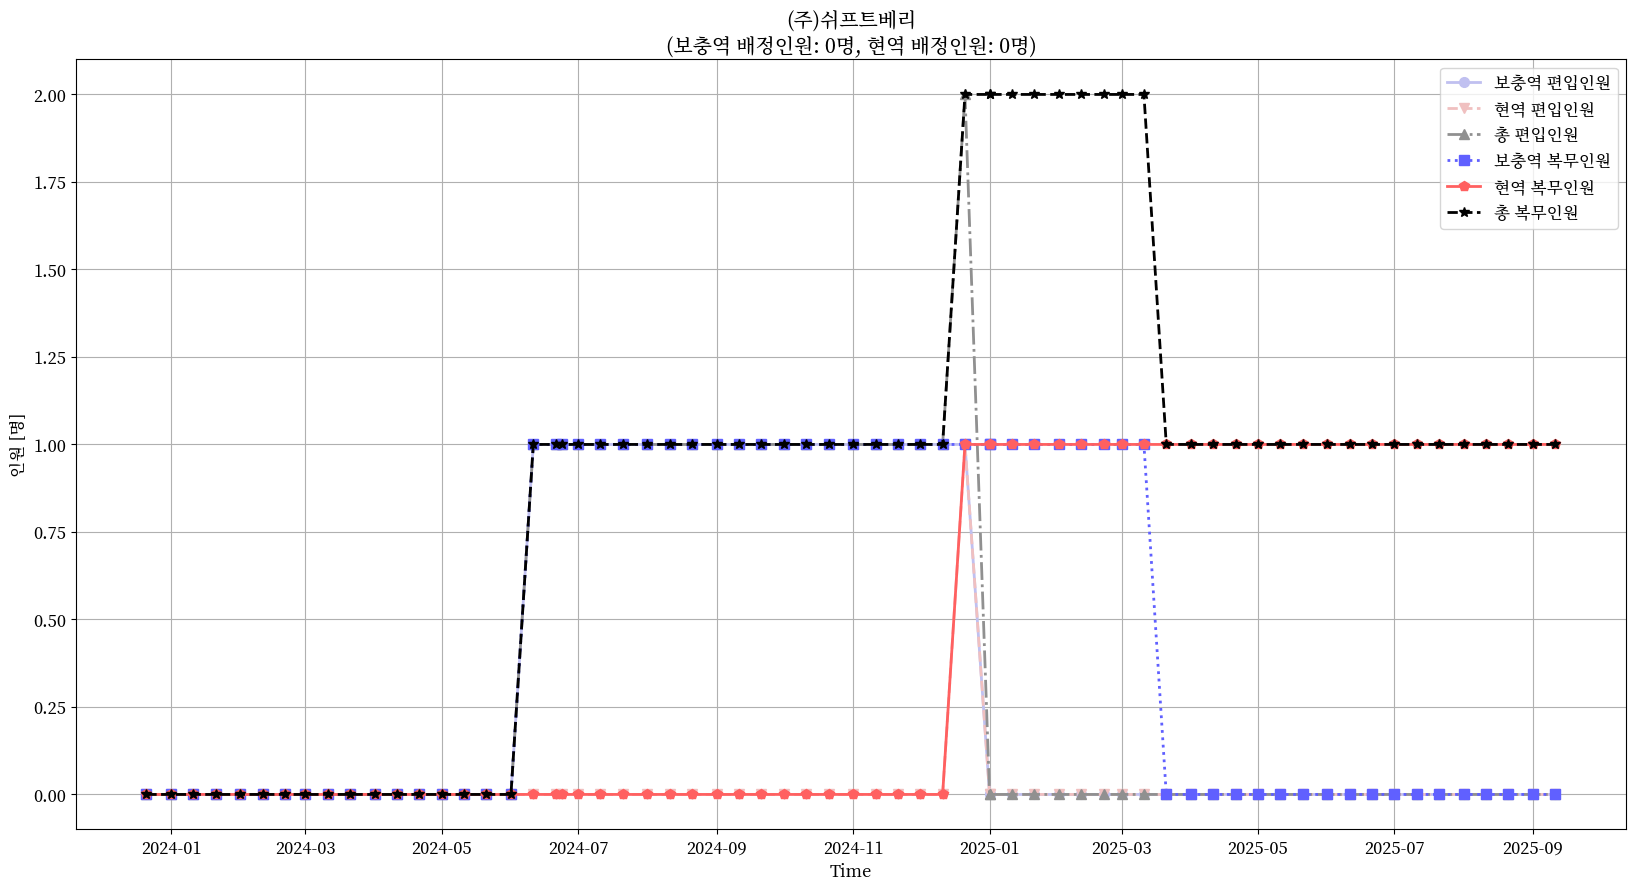 (주)쉬프트베리
(보충역 배정인원: 0명, 현역 배정인원: 0명)
보충역 편입인원
현역 편입인원
총 편입인원
보충역 복무인원
현역 복무인원
총 복무인원
인원 [명]
2.00
1.75
1.50
1.25
1.00
0.75
0.50
0.25
0.00
2024-01 2024-03 2024-05 2024-07 2024-09 2024-11 2025-01 2025-03 2025-05 2025-07 2025-09
Time